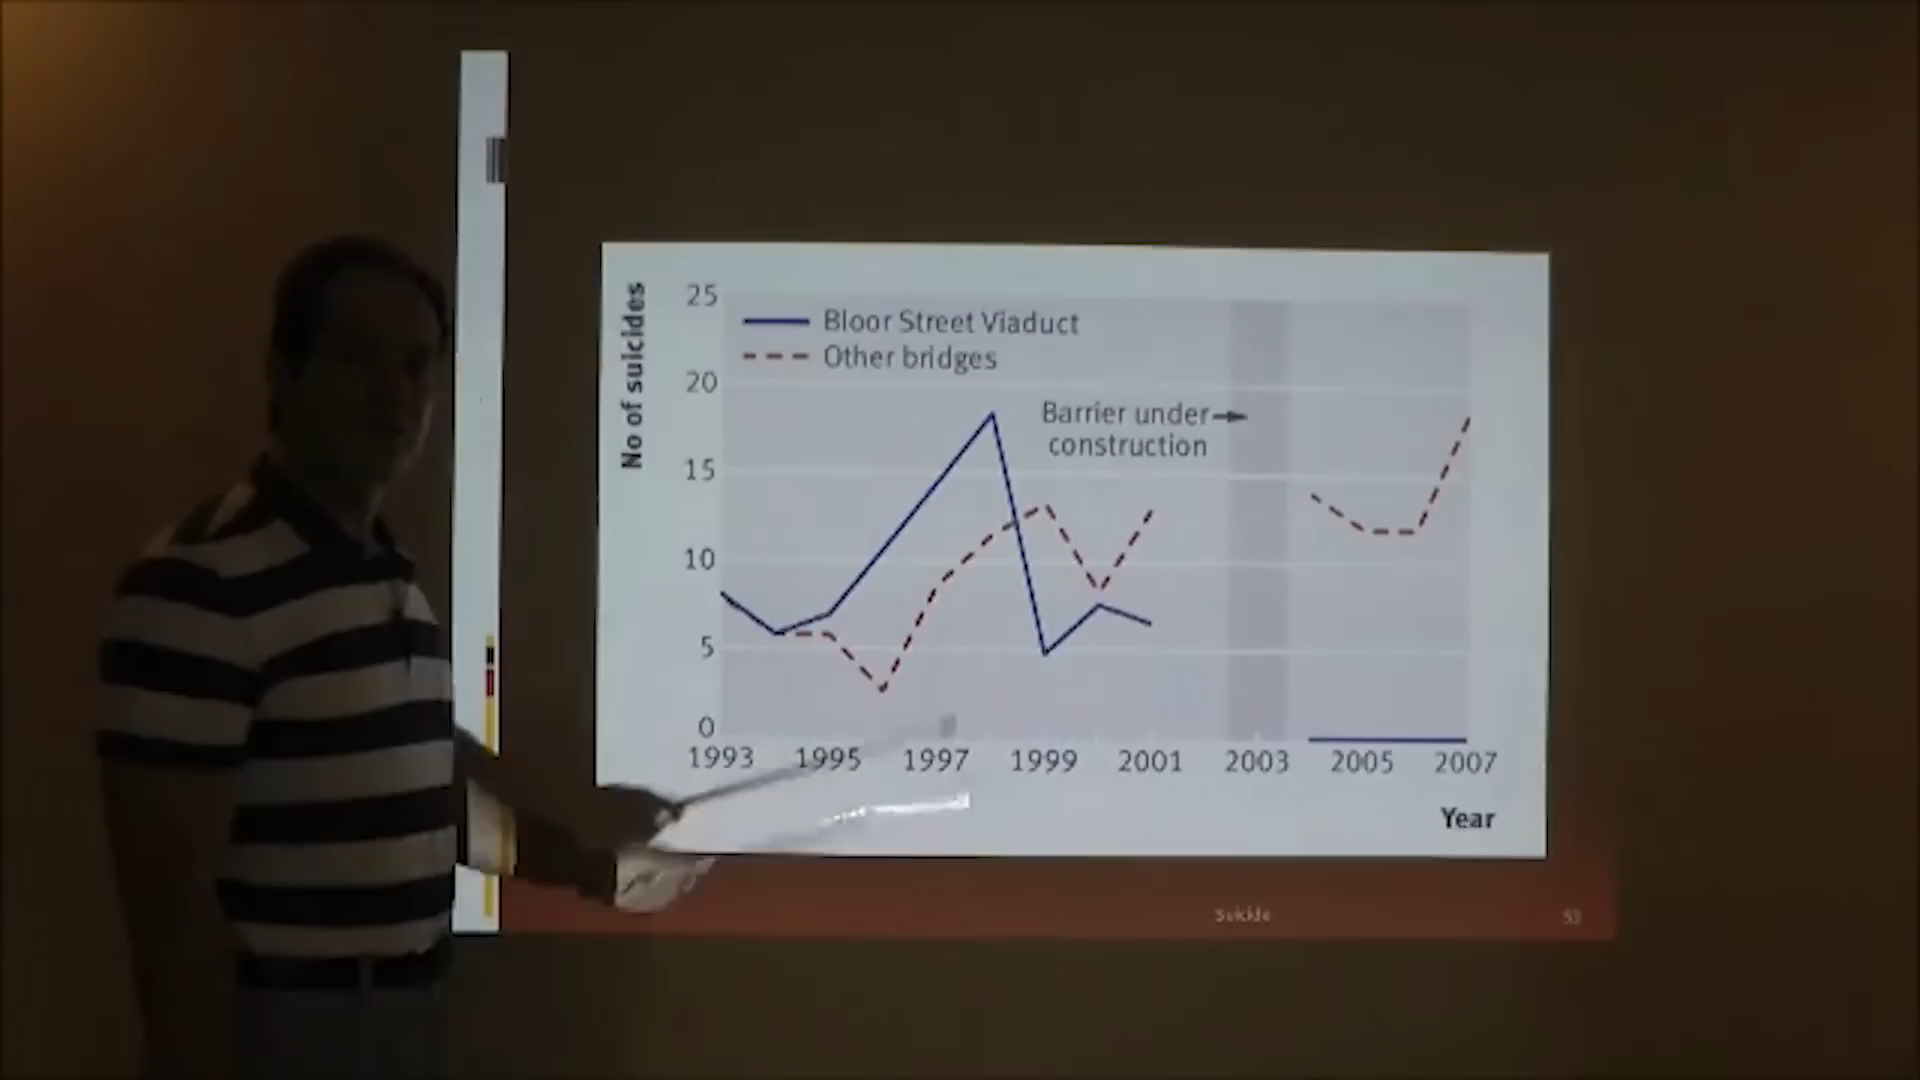 No of suicides
25
Bloor Street Viaduct
Other bridges
20
Barrier under
construction
15
10
5
0
1993 1995 1997 1999 2001 2003 2005 2007
Year
Suicide 53